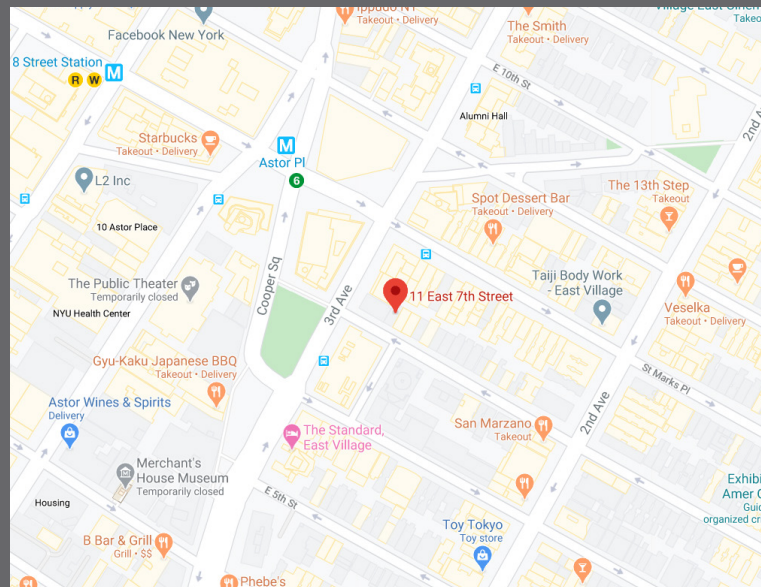 Ippudo NY
Takeout • Delivery
Facebook New York
The Smith
Takeout • Delivery
Village East Cinema
8 Street Station
R W M
E 10th St
Alumni Hall
2nd A
Starbucks
Takeout • Delivery
M
Astor Pl
6
L2 Inc
10 Astor Place
Spot Dessert Bar
Takeout • Delivery
The 13th Step
Takeout
Cooper Sq
3rd Ave
The Public Theater
Temporarily closed
NYU Health Center
11 East 7th Street
Taiji Body Work
- East Village
Veselka
Takeout • Delivery
Gyu-Kaku Japanese BBQ
Takeout • Delivery
St Marks Pl
2nd Ave
Astor Wines & Spirits
Delivery
The Standard,
East Village
San Marzano
Takeout
Merchant's
House Museum
Temporarily closed
Housing
E 5th St
Exhibi
Amer G
Guid
organized cr
B Bar & Grill
Grill • $$
Toy Tokyo
Toy store
Phebe's